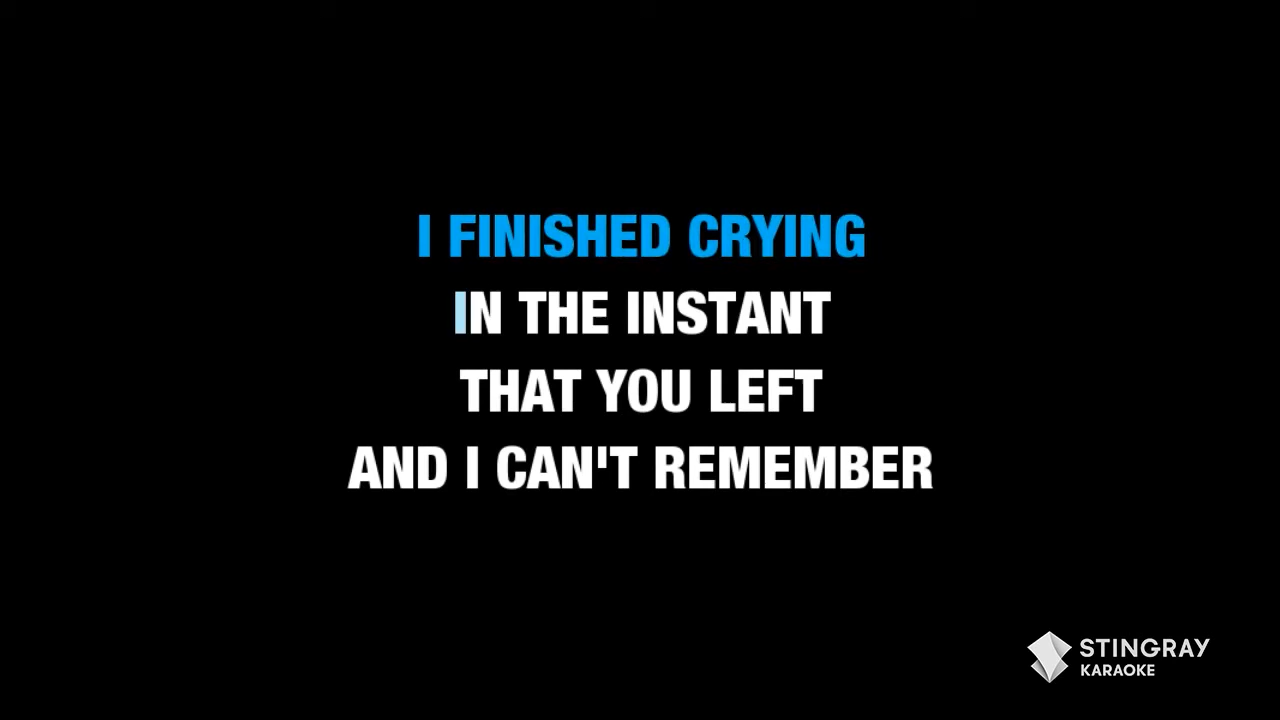 I FINISHED CRYING
IN THE INSTANT
THAT YOU LEFT
AND I CAN'T REMEMBER
STINGRAY
KARAOKE